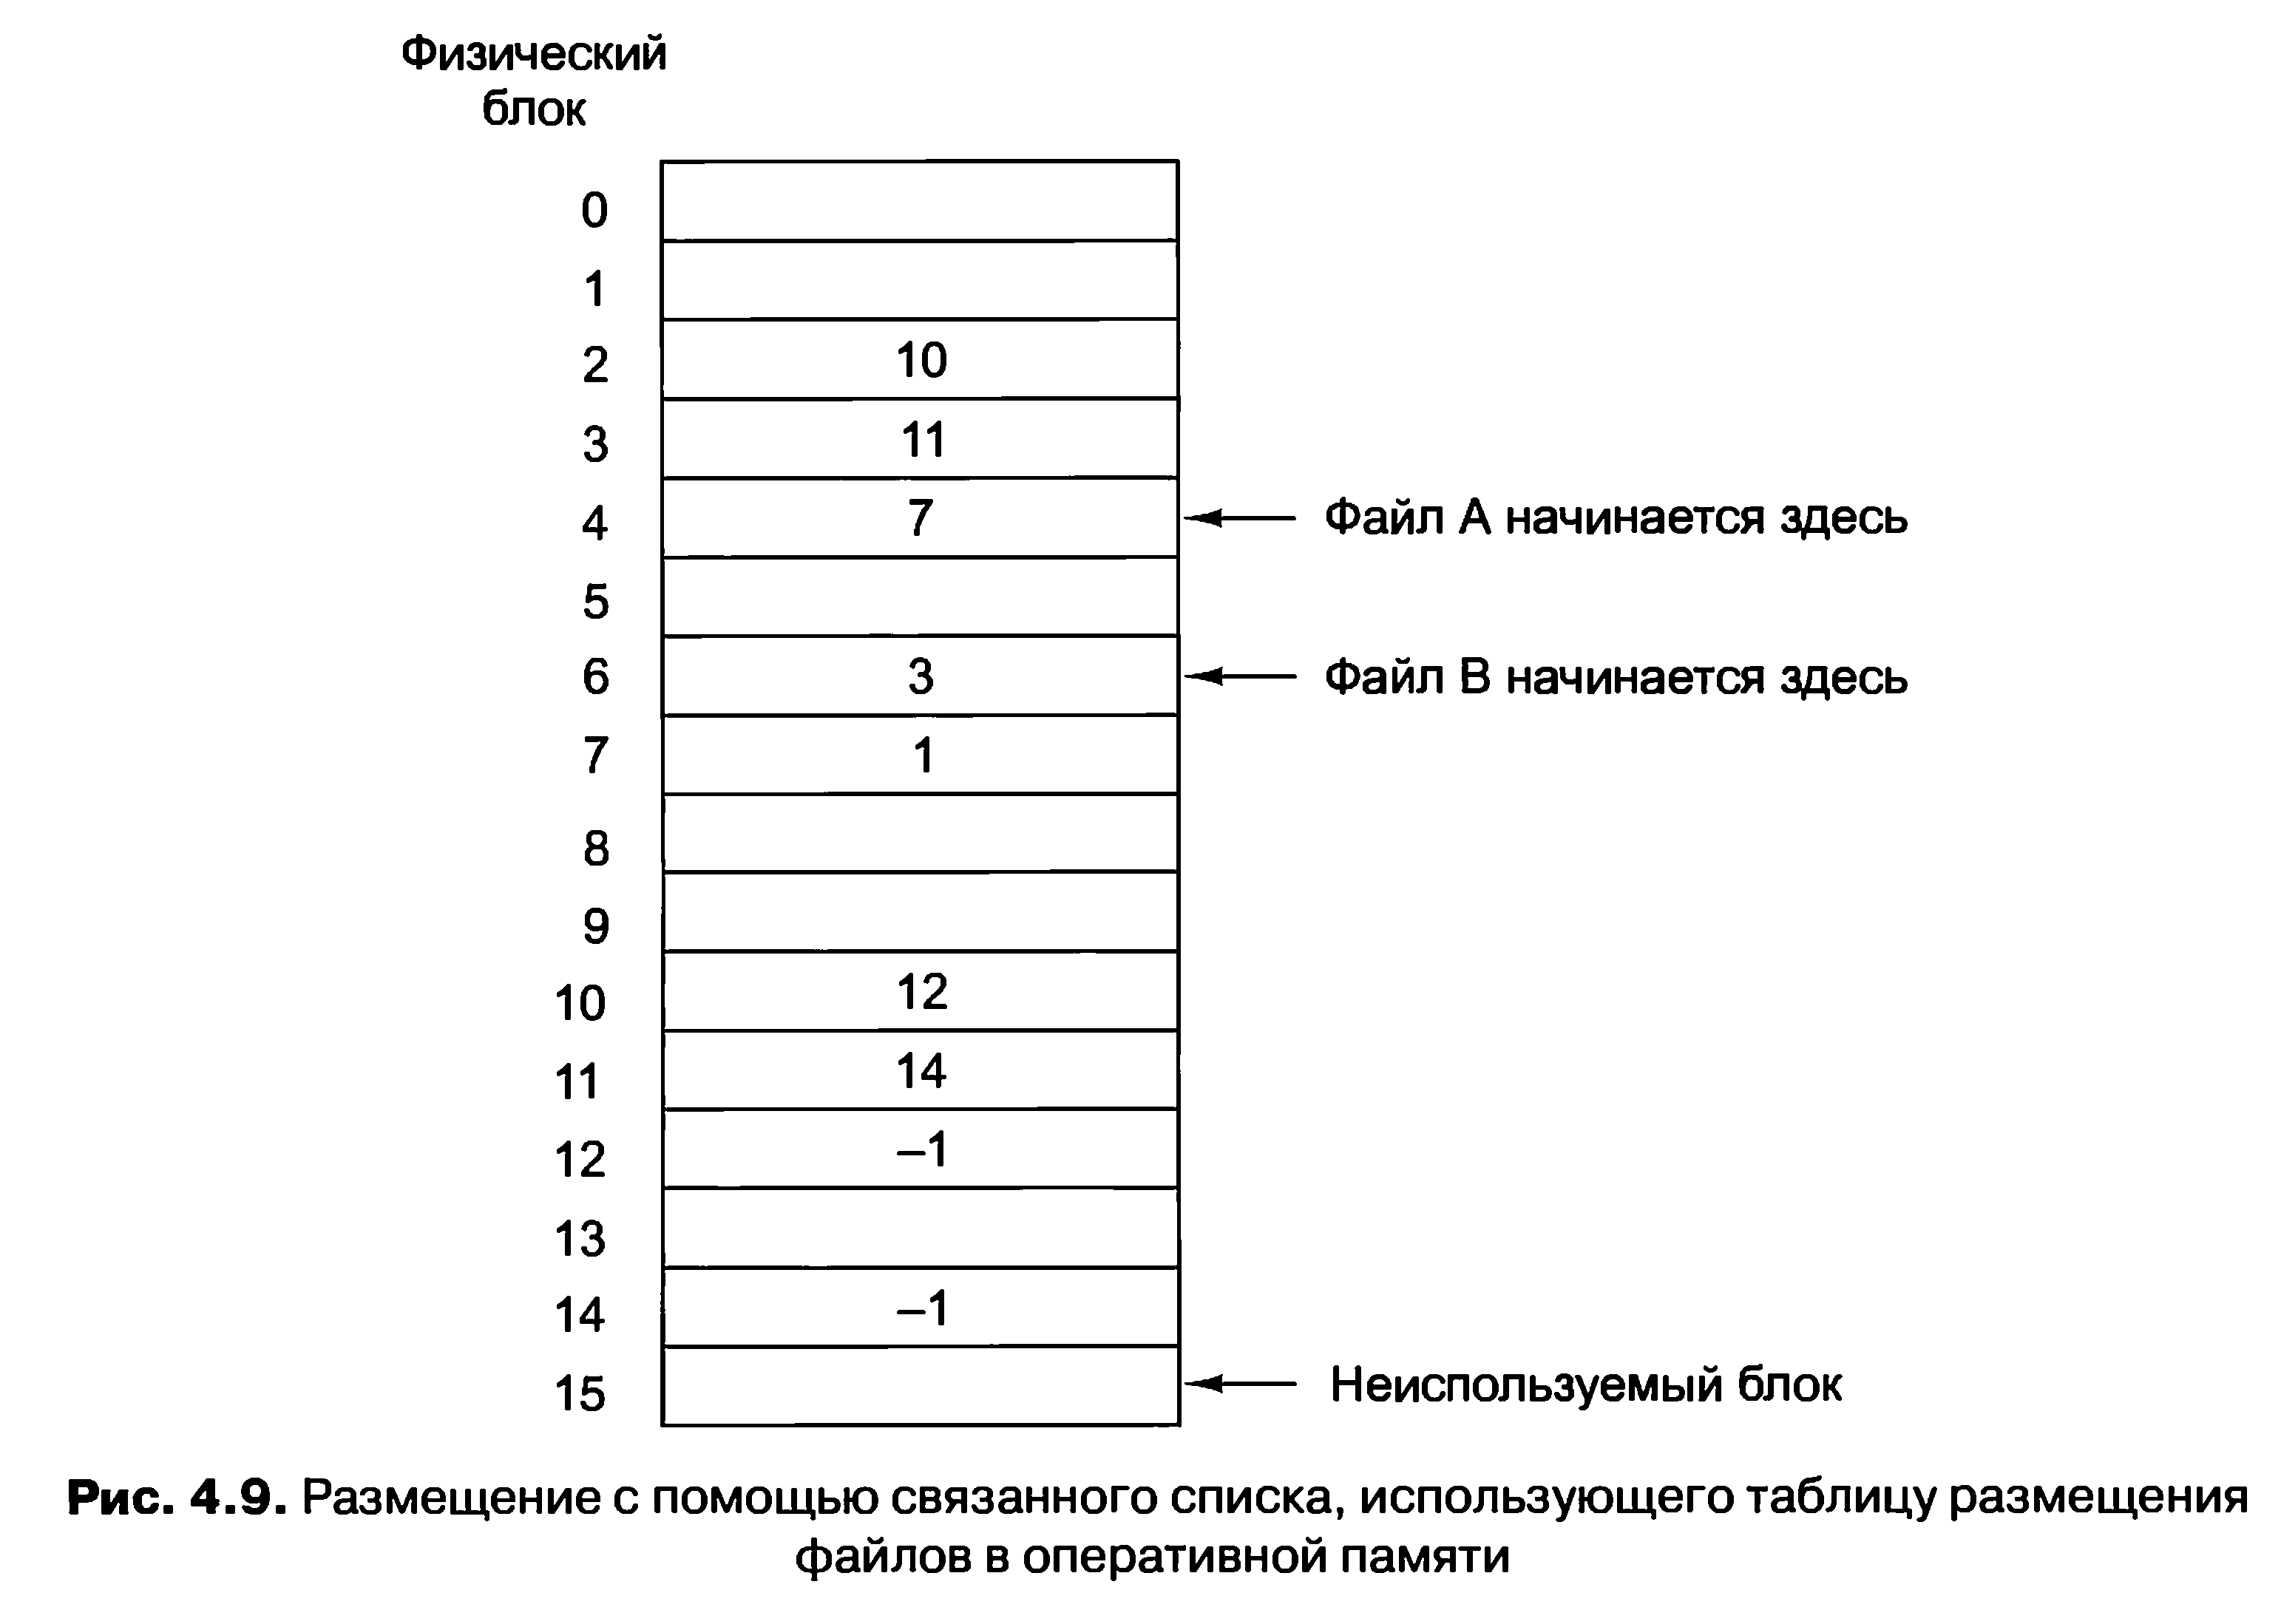 Физический
блок
0
1
2 10
3 11
4 7 Файл А начинается здесь
5
6 3 Файл В начинается здесь
7 1
8
9
10 12
11 14
12 –1
13
14 –1
15 Неиспользуемый блок
Рис. 4.9. Размещение с помощью связанного списка, использующего таблицу размещения
файлов в оперативной памяти